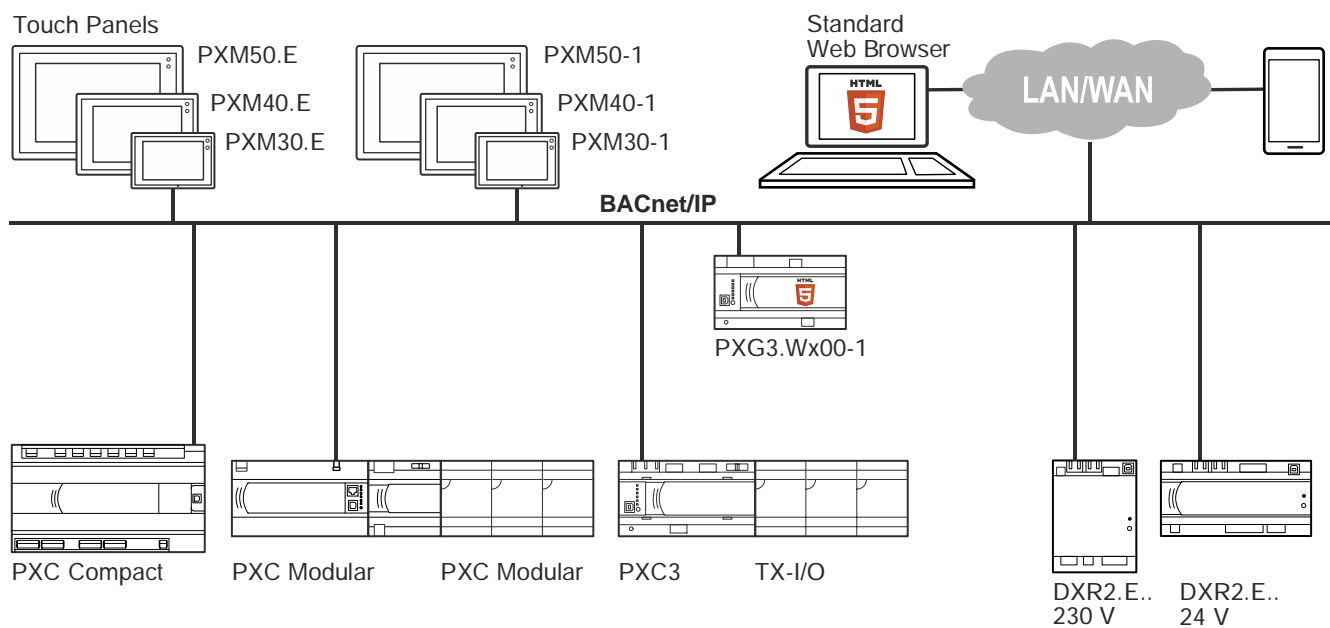 Touch Panels
PXM50.E
PXM40.E
PXM30.E
PXM50-1
PXM40-1
PXM30-1
Standard
Web Browser
HTML
5
LAN/WAN
BACnet/IP
HTML
5
PXG3.Wx00-1
PXC Compact
PXC Modular
PXC Modular
PXC3
TX-I/O
DXR2.E..
230 V
DXR2.E..
24 V